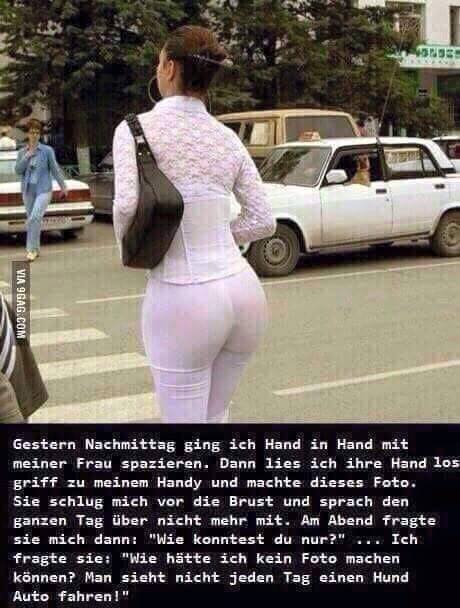 VIA 9GAG.COM
Gestern Nachmittag ging ich Hand in Hand mit
meiner Frau spazieren. Dann lies ich ihre Hand los
griff zu meinem Handy und machte dieses Foto.
Sie schlug mich vor die Brust und sprach den
ganzen Tag über nicht mehr mit. Am Abend fragte
sie mich dann: "Wie konntest du nur?" ... Ich
fragte sie: "Wie hätte ich kein Foto machen
können? Man sieht nicht jeden Tag einen Hund
Auto fahren!"